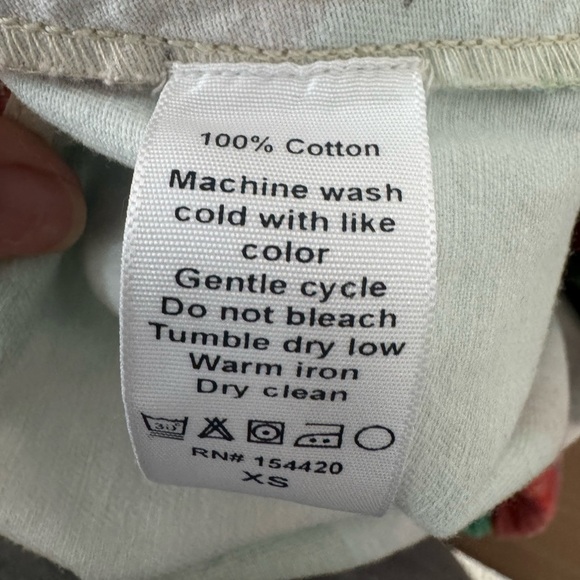 100% Cotton
Machine wash
cold with like
color
Gentle cycle
Do not bleach
Tumble dry low
Warm iron
Dry clean
30°
RN# 154420
XS